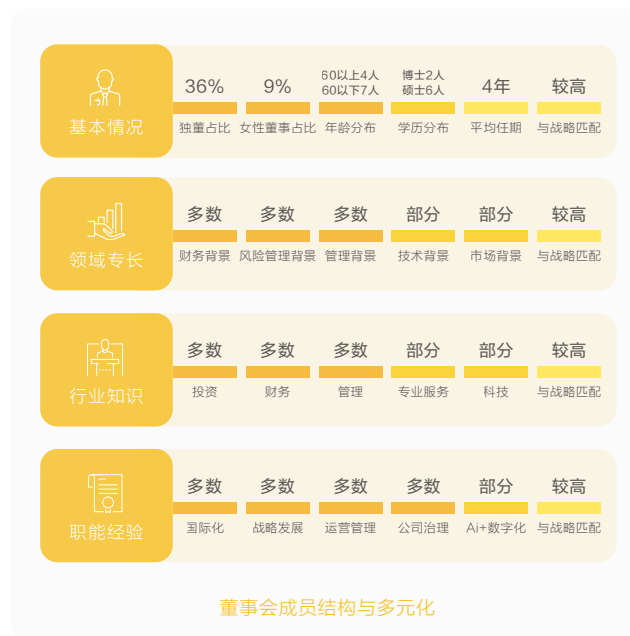 基本情况
36%
9%
60以上4人
60以下7人
博士2人
硕士6人
4年
较高
独董占比
女性董事占比
年龄分布
学历分布
平均任期
与战略匹配
领域专长
多数
多数
多数
部分
部分
较高
财务背景
风险管理背景
管理背景
技术背景
市场背景
与战略匹配
行业知识
多数
多数
多数
部分
部分
较高
投资
财务
管理
专业服务
科技
与战略匹配
职能经验
多数
多数
多数
多数
部分
较高
国际化
战略发展
运营管理
公司治理
Ai+数字化
与战略匹配
董事会成员结构与多元化